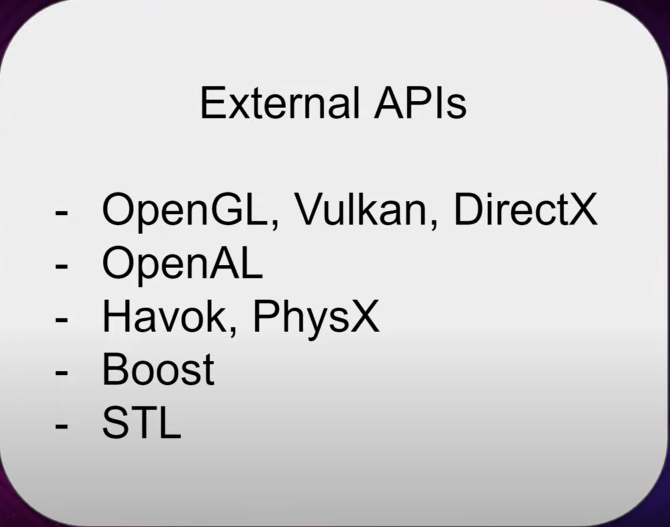 External APIs
- OpenGL, Vulkan, DirectX
- OpenAL
- Havok, PhysX
- Boost
- STL